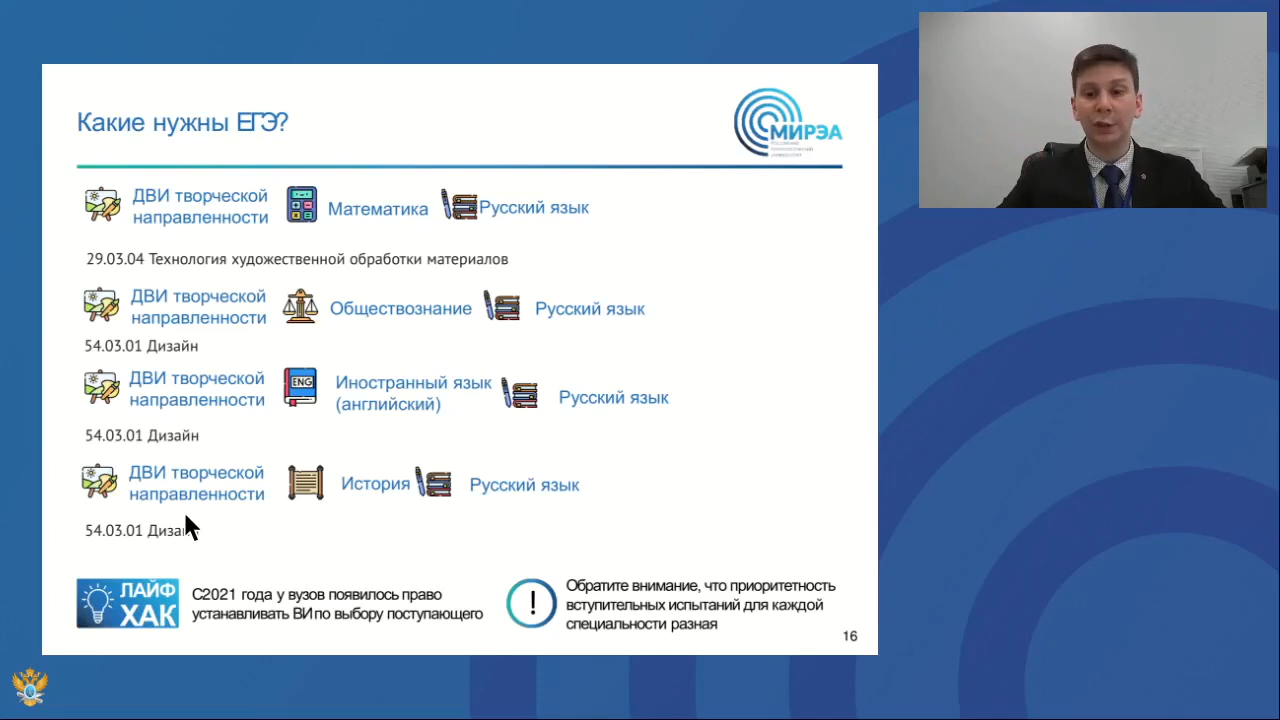 Какие нужны ЕГЭ?
МИРЭА
ДВИ творческой
направленности
Математика
Русский язык
29.03.04 Технология художественной обработки материалов
ДВИ творческой
направленности
Обществознание
Русский язык
54.03.01 Дизайн
ДВИ творческой
направленности
ENG
Иностранный язык
(английский)
Русский язык
54.03.01 Дизайн
ДВИ творческой
направленности
История
Русский язык
54.03.01 Дизай
ЛАЙФ
ХАК
С2021 года у вузов появилось право
устанавливать ВИ по выбору поступающего
!
Обратите внимание, что приоритетность
вступительных испытаний для каждой
специальности разная
16